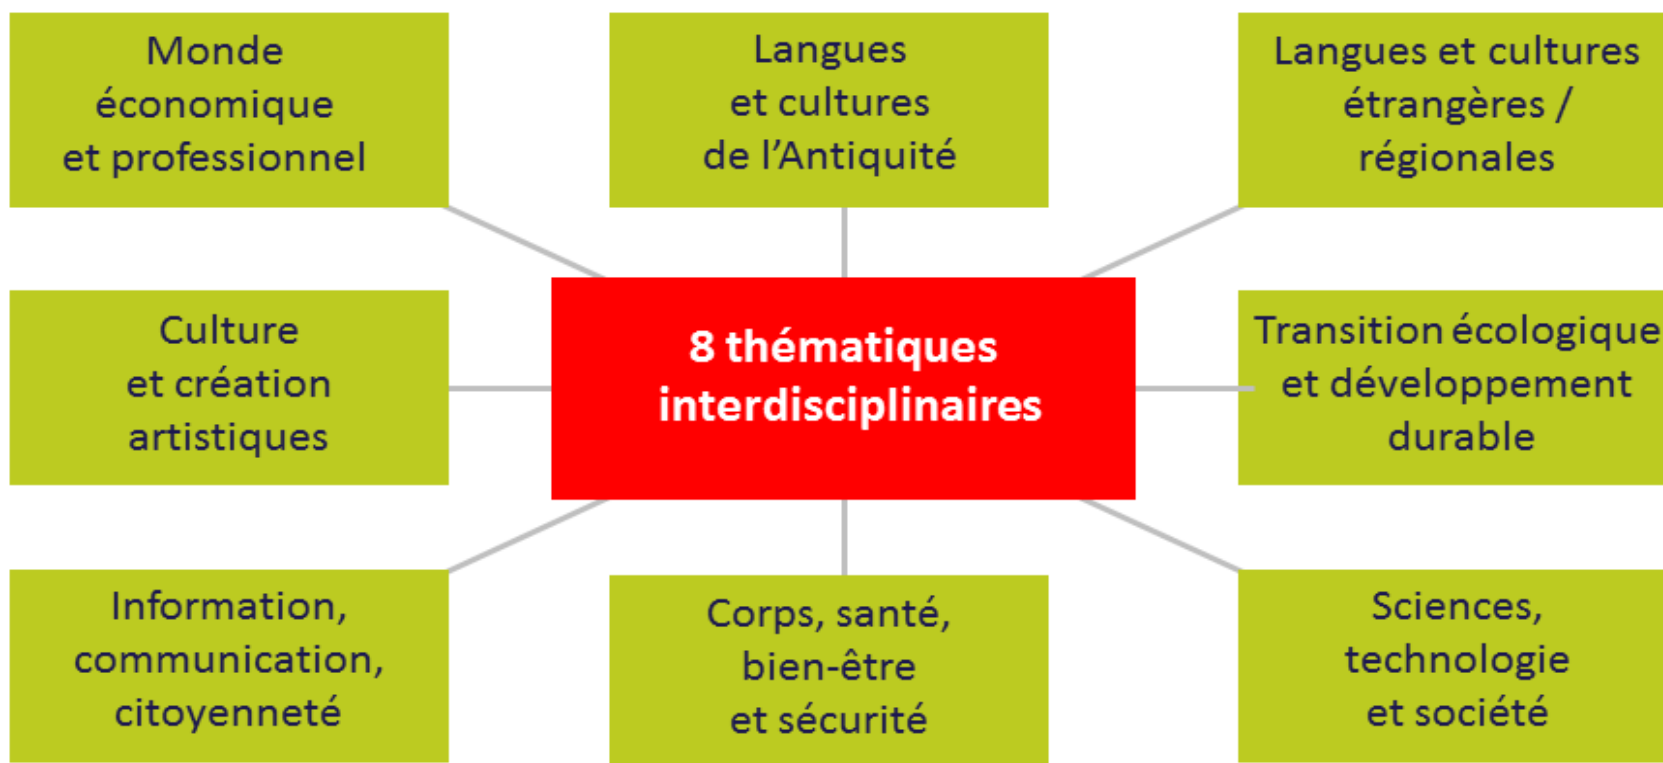 Monde
économique
et professionnel
Langues
et cultures
de l’Antiquité
Langues et cultures
étrangères /
régionales
Culture
et création
artistiques
8 thématiques
interdisciplinaires
Transition écologique
et développement
durable
Information,
communication,
citoyenneté
Corps, santé,
bien-être
et sécurité
Sciences,
technologie
et société